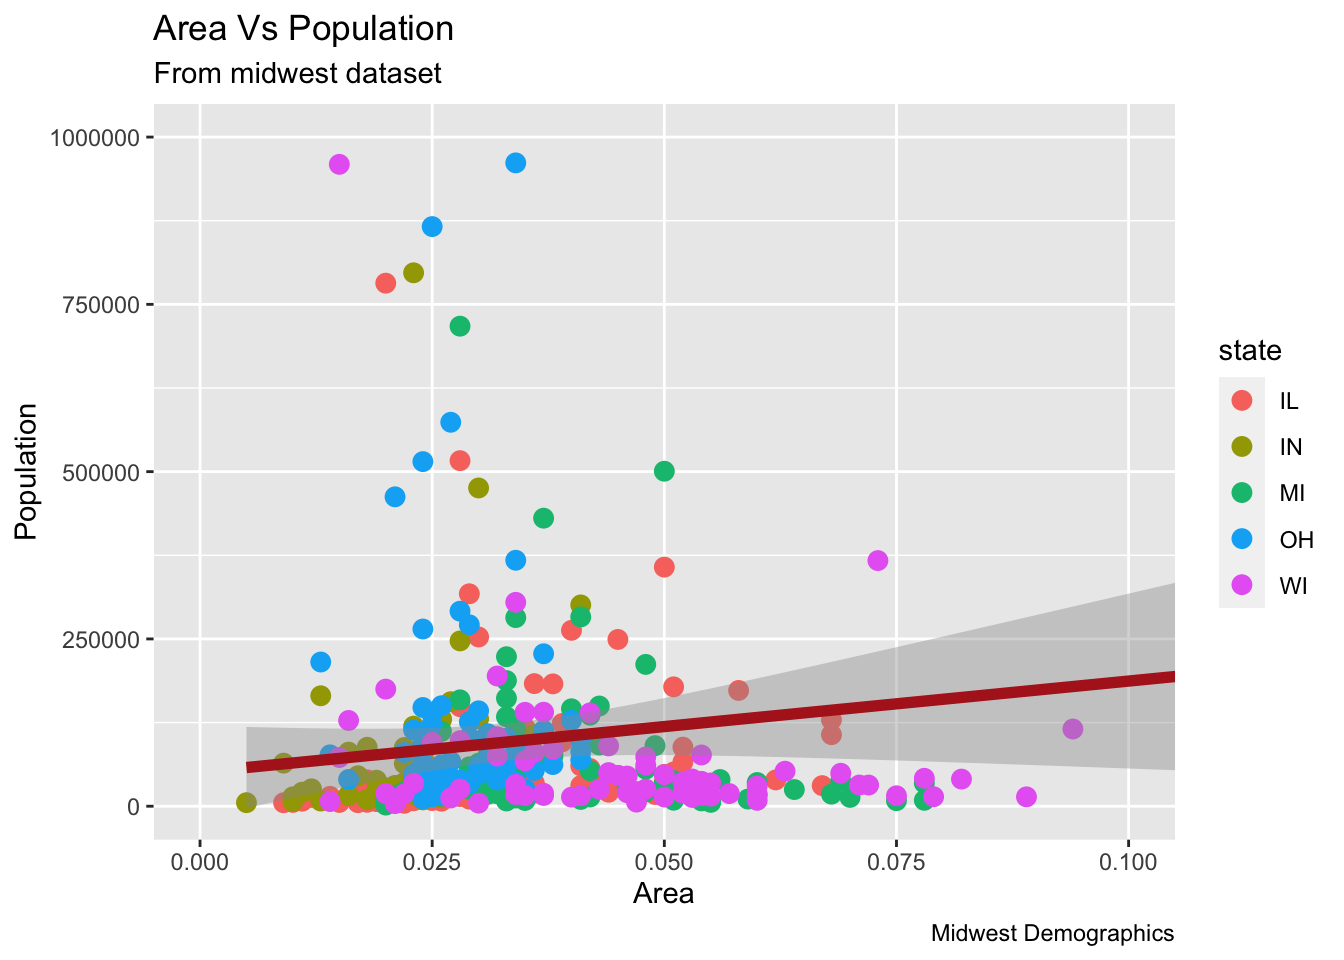 Area Vs Population
From midwest dataset
Population
1000000
750000
500000
250000
0
0.000 0.025 0.050 0.075 0.100
Area
state
IL
IN
MI
OH
WI
Midwest Demographics